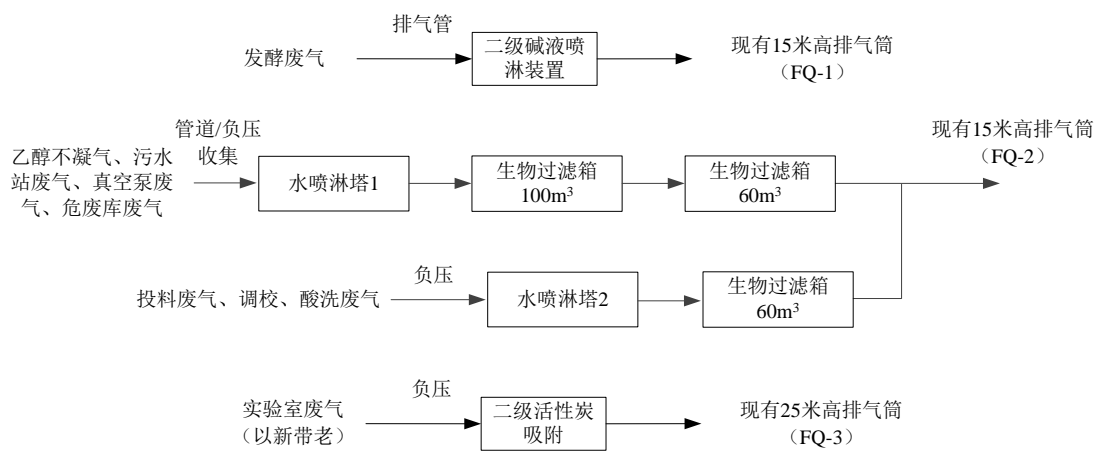 排气管
发酵废气
二级碱液喷
淋装置
现有15米高排气筒
（FQ-1）
管道/负压
收集
乙醇不凝气、污水
站废气、真空泵废
气、危废库废气
水喷淋塔1
生物过滤箱
100m³
生物过滤箱
60m³
现有15米高排气筒
（FQ-2）
负压
投料废气、调校、酸洗废气
水喷淋塔2
生物过滤箱
60m³
负压
实验室废气
（以新带老）
二级活性炭
吸附
现有25米高排气筒
（FQ-3）